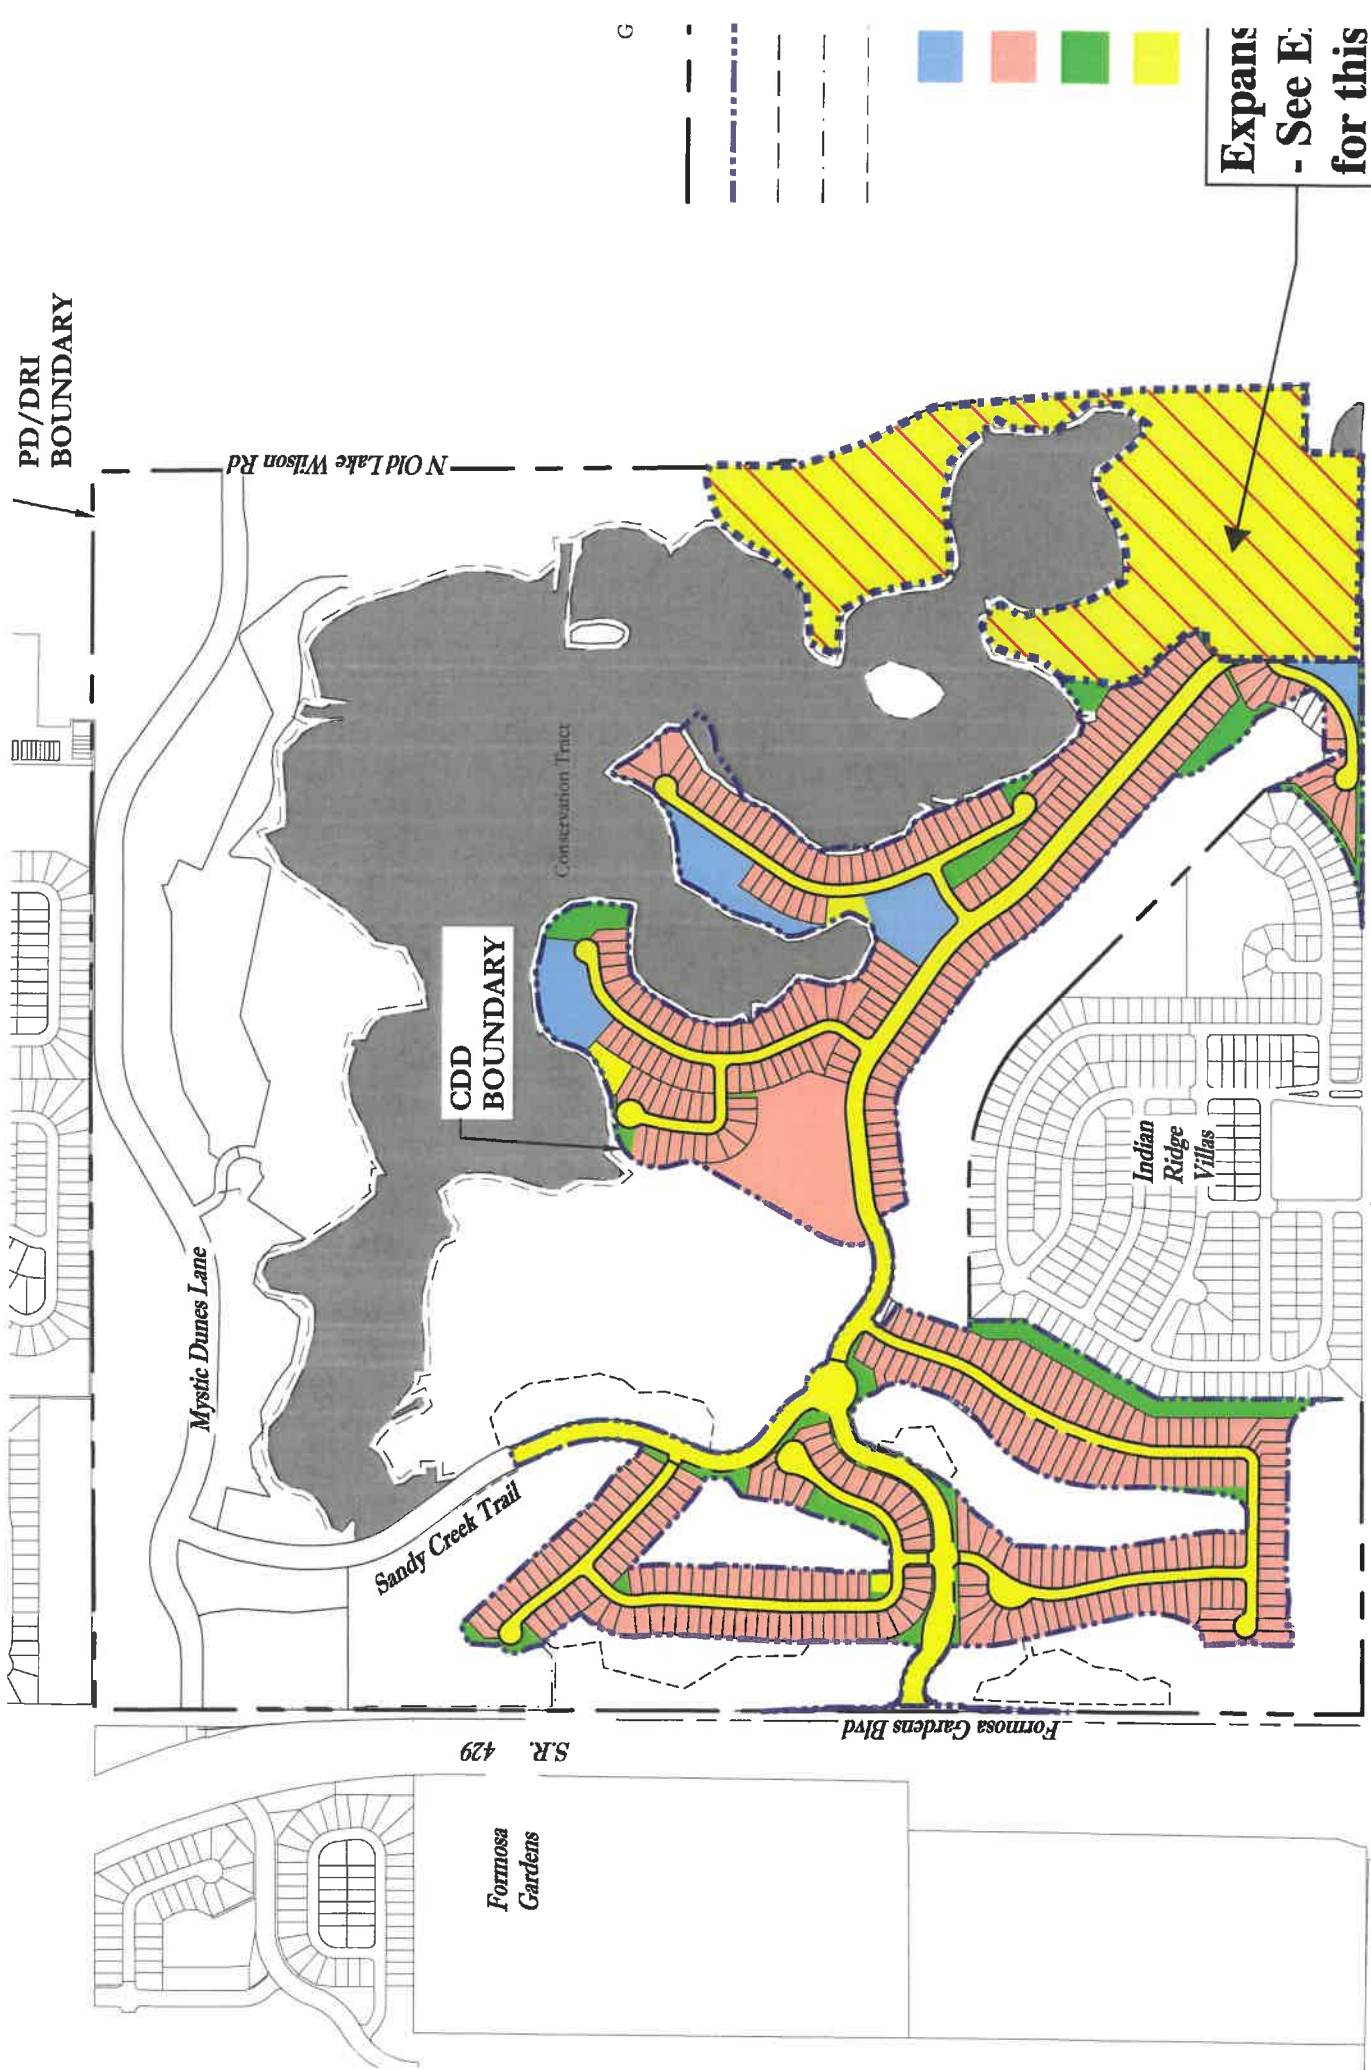 PD/DRI
BOUNDARY
G
N Old Lake Wilson Rd
Expans
- See E
for this
Conservation Tract
CDD
BOUNDARY
Mystic Dunes Lane
Indian
Ridge
Villas
Sandy Creek Trail
Formosa Gardens Blvd
S.R. 429
Formosa
Gardens